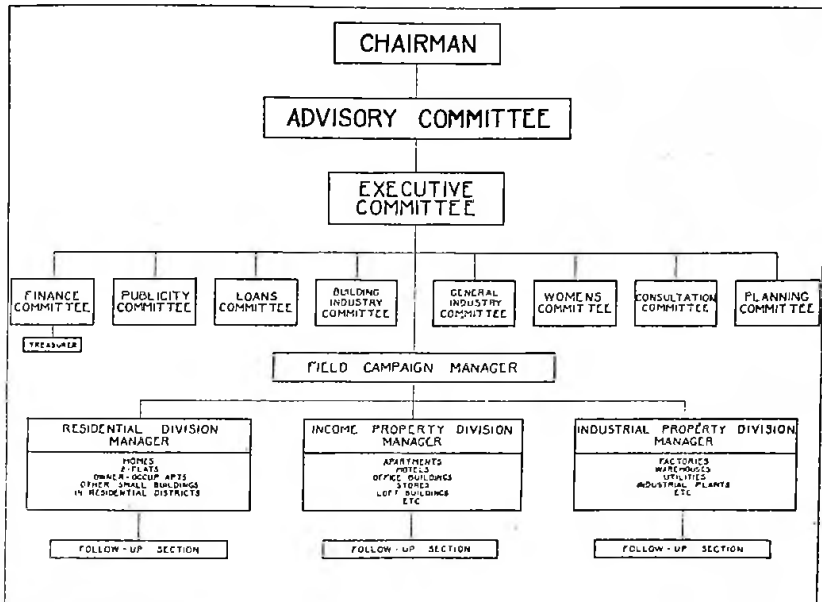 CHAIRMAN
ADVISORY COMMITTEE
EXECUTIVE
COMMITTEE
FINANCE
COMMITTEE
PUBLICITY
COMMITTEE
LOANS
COMMITTEE
BUILDING
INDUSTRY
COMMITTEE
GENERAL
INDUSTRY
COMMITTEE
WOMENS
COMMITTEE
CONSULTATION
COMMITTEE
PLANNING
COMMITTEE
TREASURER
FIELD CAMPAIGN MANAGER
RESIDENTIAL DIVISION
MANAGER
HOMES
2-FLATS
OWNER-OCCUP APTS
OTHER SMALL BUILDINGS
IN RESIDENTIAL DISTRICTS
INCOME PROPERTY DIVISION
MANAGER
APARTMENTS
HOTELS
OFFICE BUILDINGS
STORES
LOFT BUILDINGS
ETC
INDUSTRIAL PROPERTY DIVISION
MANAGER
FACTORIES
WAREHOUSES
UTILITIES
INDUSTRIAL PLANTS
ETC
FOLLOW-UP SECTION
FOLLOW-UP SECTION
FOLLOW-UP SECTION